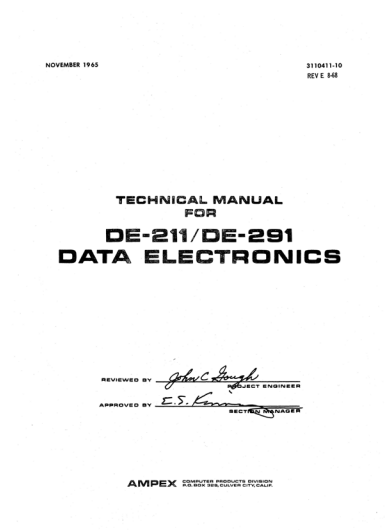 NOVEMBER 1965
3110411-10
REV E 8-68
TECHNICAL MANUAL
FOR
DE-211/DE-291
DATA ELECTRONICS
REVIEWED BY John C Gough
PROJECT ENGINEER
APPROVED BY E.S.
SECTION MANAGER
AMPEX COMPUTER PRODUCTS DIVISION
P.O. BOX 329, CULVER CITY, CALIF.